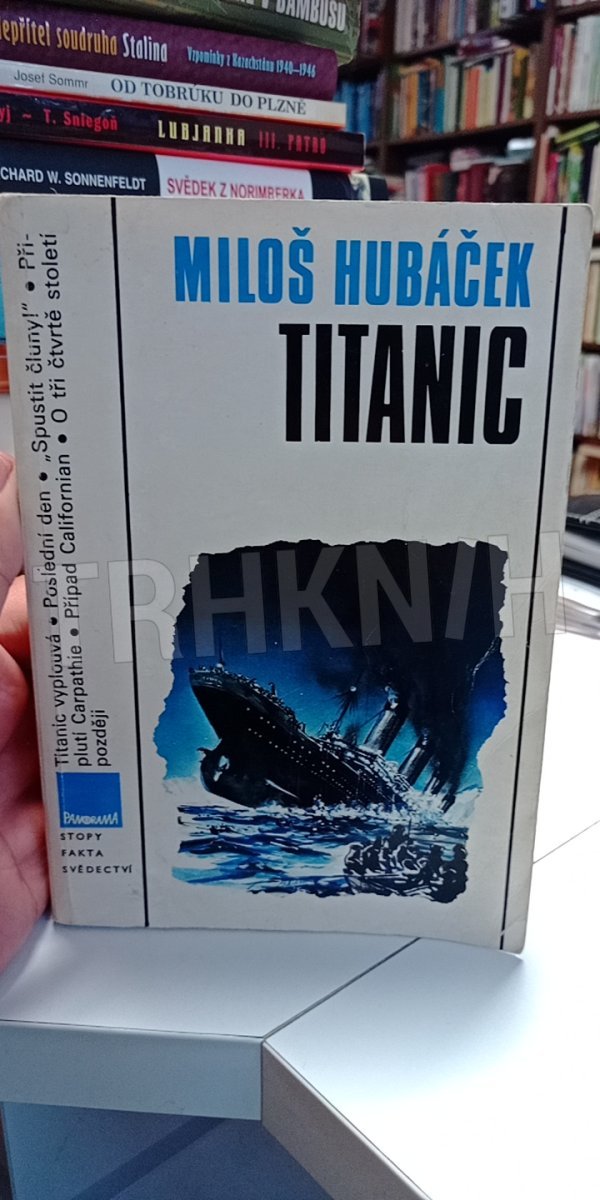 BAMBUSU
nepřítel soudruha Stalina Vzpomínky z Kazachstánu 1940–1946
Josef Sommr OD TOBRUKU DO PLZNĚ
T. Sniegoň LUBJANKA III. PATRO
CHARD W. SONNENFELDT SVĚDEK Z NORIMBERKA
MILOŠ HUBÁČEK
TITANIC
Titanic vyplouvá • Poslední den • „Spustit čluny!“ • Při-
plutí Carpathie • Případ Californian • O tři čtvrtě století
později
PANORAMA
STOPY
FAKTA
SVĚDECTVÍ
TRHKNIH